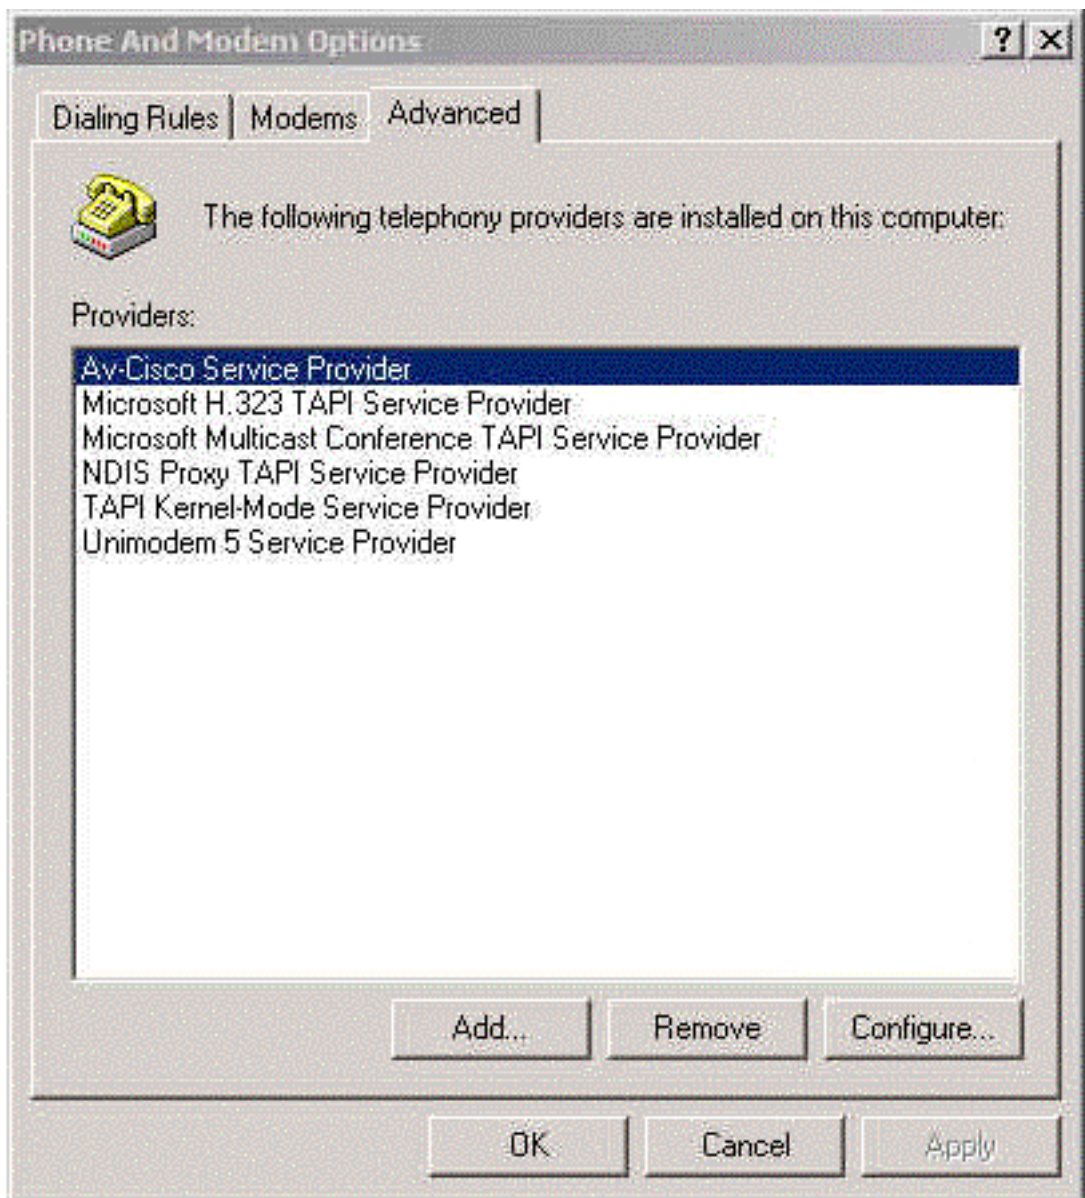 Phone And Modem Options
Dialing Rules Modems Advanced
The following telephony providers are installed on this computer:
Providers:
Av-Cisco Service Provider
Microsoft H.323 TAPI Service Provider
Microsoft Multicast Conference TAPI Service Provider
NDIS Proxy TAPI Service Provider
TAPI Kernel-Mode Service Provider
Unimodem 5 Service Provider
Add... Remove Configure...
OK Cancel Apply